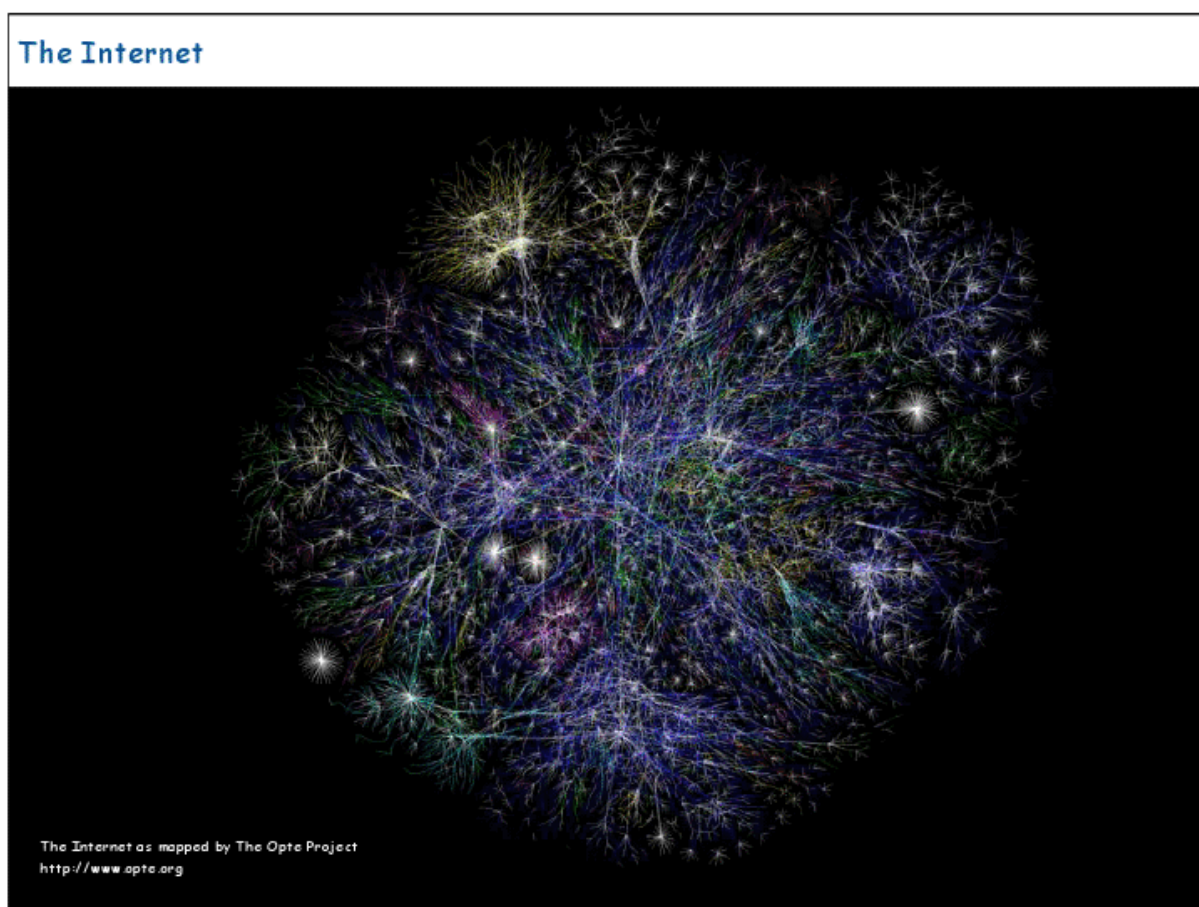 The Internet
The Internet as mapped by The Opte Project
http://www.opte.org